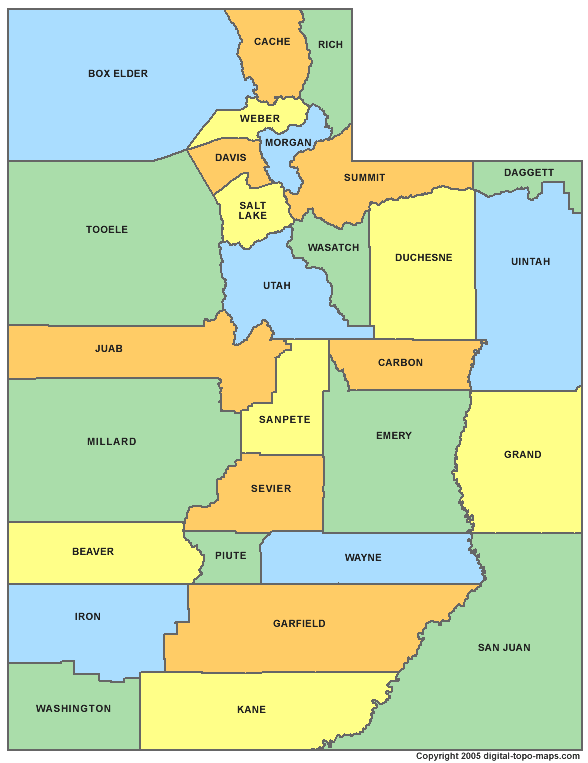 CACHE
RICH
BOX ELDER
WEBER
MORGAN
DAVIS
SUMMIT
DAGGETT
SALT
LAKE
TOOELE
WASATCH
DUCHESNE
UINTAH
UTAH
JUAB
CARBON
SANPETE
EMERY
MILLARD
GRAND
SEVIER
BEAVER
PIUTE
WAYNE
IRON
GARFIELD
SAN JUAN
WASHINGTON
KANE
Copyright 2005 digital-topo-maps.com